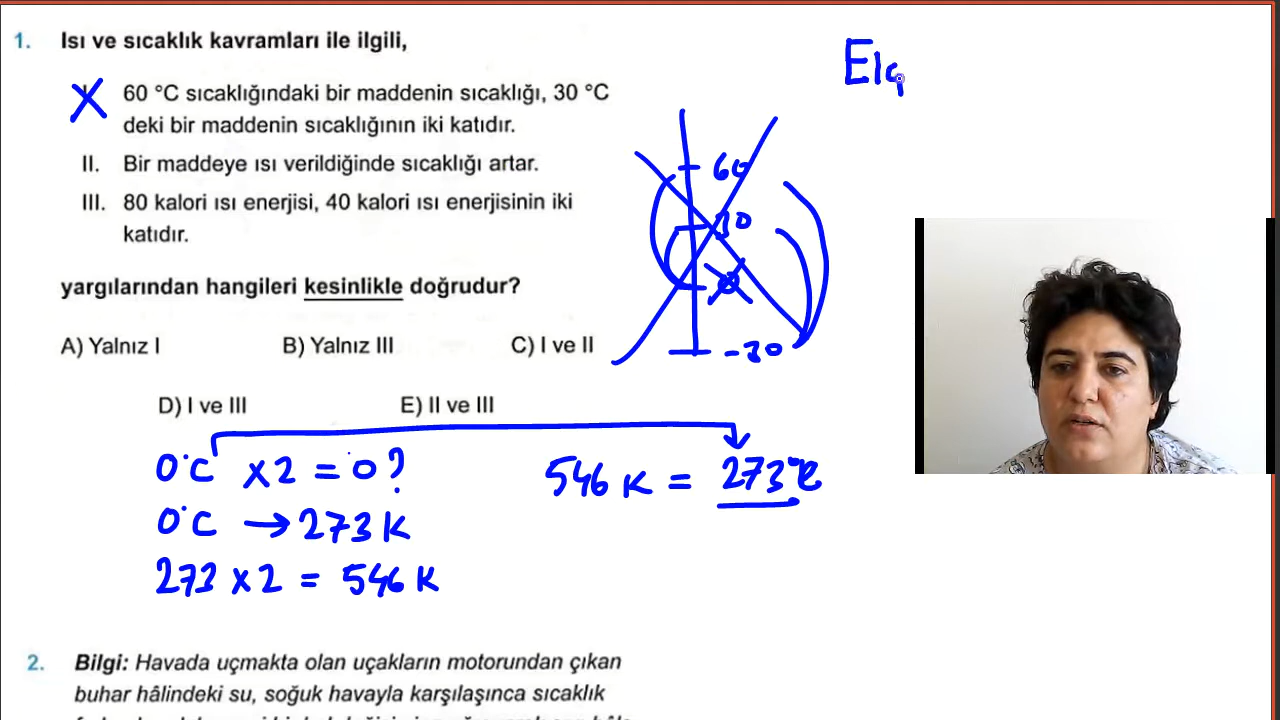 1. Isı ve sıcaklık kavramları ile ilgili,
60 °C sıcaklığındaki bir maddenin sıcaklığı, 30 °C
deki bir maddenin sıcaklığının iki katıdır.
II. Bir maddeye ısı verildiğinde sıcaklığı artar.
III. 80 kalori ısı enerjisi, 40 kalori ısı enerjisinin iki
katıdır.
yargılarından hangileri kesinlikle doğrudur?
A) Yalnız I B) Yalnız III C) I ve II
D) I ve III E) II ve III
0°C x2 = 0?
0°C → 273 K
273 x 2 = 546 K
546 K = 273°C
60
30
0
-30
2. Bilgi: Havada uçmakta olan uçakların motorundan çıkan
buhar hâlindeki su, soğuk havayla karşılaşınca sıcaklık